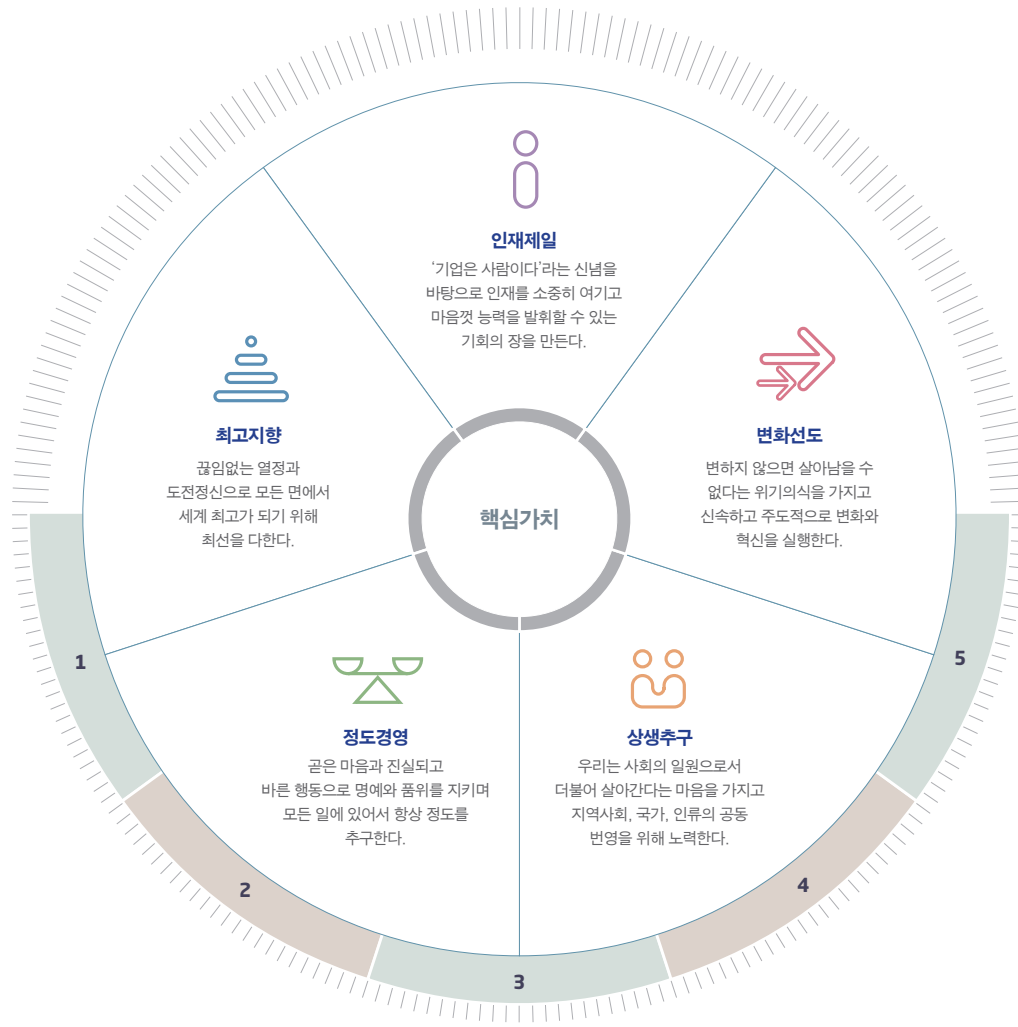 인재제일
‘기업은 사람이다’라는 신념을
바탕으로 인재를 소중히 여기고
마음껏 능력을 발휘할 수 있는
기회의 장을 만든다.
최고지향
끊임없는 열정과
도전정신으로 모든 면에서
세계 최고가 되기 위해
최선을 다한다.
변화선도
변하지 않으면 살아남을 수
없다는 위기의식을 가지고
신속하고 주도적으로 변화와
혁신을 실행한다.
핵심가치
정도경영
곧은 마음과 진실되고
바른 행동으로 명예와 품위를 지키며
모든 일에 있어서 항상 정도를
추구한다.
상생추구
우리는 사회의 일원으로서
더불어 살아간다는 마음을 가지고
지역사회, 국가, 인류의 공동
번영을 위해 노력한다.
1
2
3
4
5